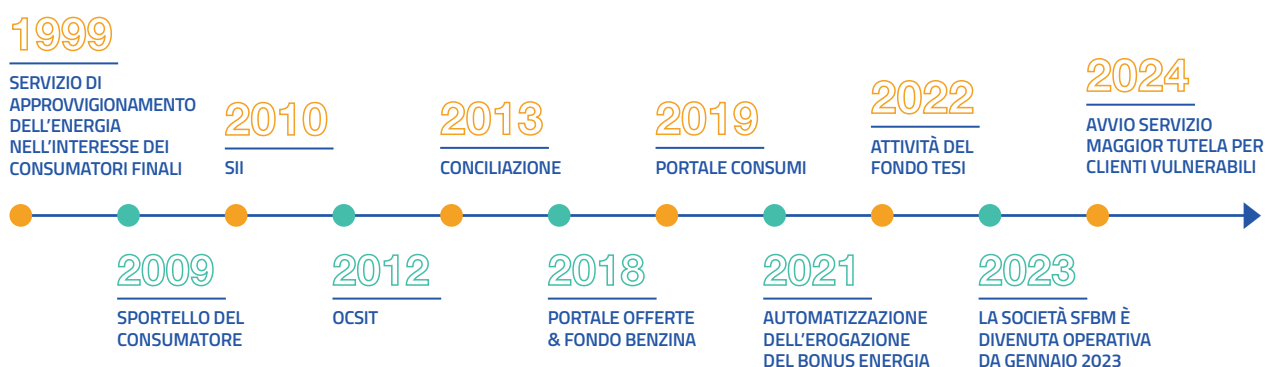 1999
SERVIZIO DI
APPROVVIGIONAMENTO
DELL'ENERGIA
NELL'INTERESSE DEI
CONSUMATORI FINALI
2009
SPORTELLO DEL
CONSUMATORE
2010
SII
2012
OCSIT
2013
CONCILIAZIONE
2018
PORTALE OFFERTE
& FONDO BENZINA
2019
PORTALE CONSUMI
2021
AUTOMATIZZAZIONE
DELL'EROGAZIONE
DEL BONUS ENERGIA
2022
ATTIVITÀ DEL
FONDO TESI
2023
LA SOCIETÀ SFBM È
DIVENUTA OPERATIVA
DA GENNAIO 2023
2024
AVVIO SERVIZIO
MAGGIOR TUTELA PER
CLIENTI VULNERABILI